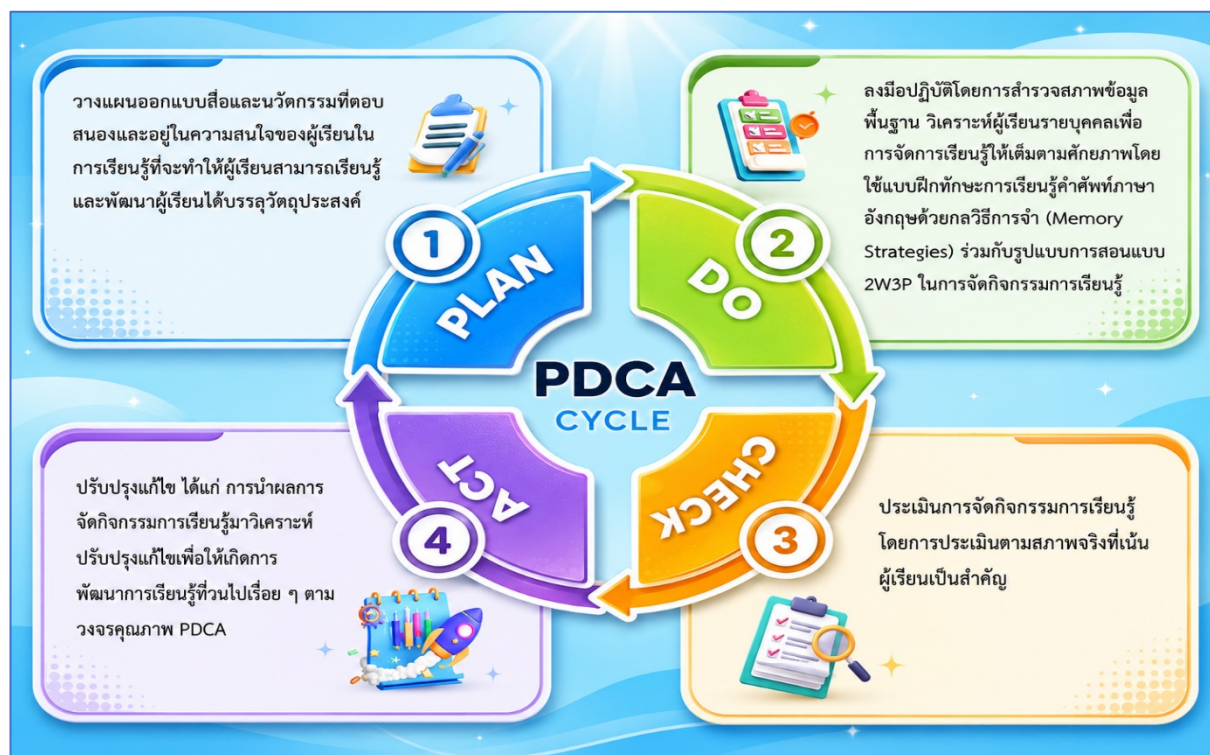 วางแผนออกแบบสื่อและนวัตกรรมที่ตอบ
สนองและอยู่ในความสนใจของผู้เรียนใน
การเรียนรู้ที่จะทำให้ผู้เรียนสามารถเรียนรู้
และพัฒนาผู้เรียนได้บรรลุวัตถุประสงค์
1
PLAN
ลงมือปฏิบัติโดยการสำรวจสภาพข้อมูล
พื้นฐาน วิเคราะห์ผู้เรียนรายบุคคลเพื่อ
การจัดการเรียนรู้ให้เต็มตามศักยภาพโดย
ใช้แบบฝึกทักษะการเรียนรู้คำศัพท์ภาษา
อังกฤษด้วยกลวิธีการจำ (Memory
Strategies) ร่วมกับรูปแบบการสอนแบบ
2W3P ในการจัดกิจกรรมการเรียนรู้
2
DO
PDCA
CYCLE
CHECK
3
ประเมินการจัดกิจกรรมการเรียนรู้
โดยการประเมินตามสภาพจริงที่เน้น
ผู้เรียนเป็นสำคัญ
ACT
4
ปรับปรุงแก้ไข ได้แก่ การนำผลการ
จัดกิจกรรมการเรียนรู้มาวิเคราะห์
ปรับปรุงแก้ไขเพื่อให้เกิดการ
พัฒนาการเรียนรู้ที่วนไปเรื่อย ๆ ตาม
วงจรคุณภาพ PDCA